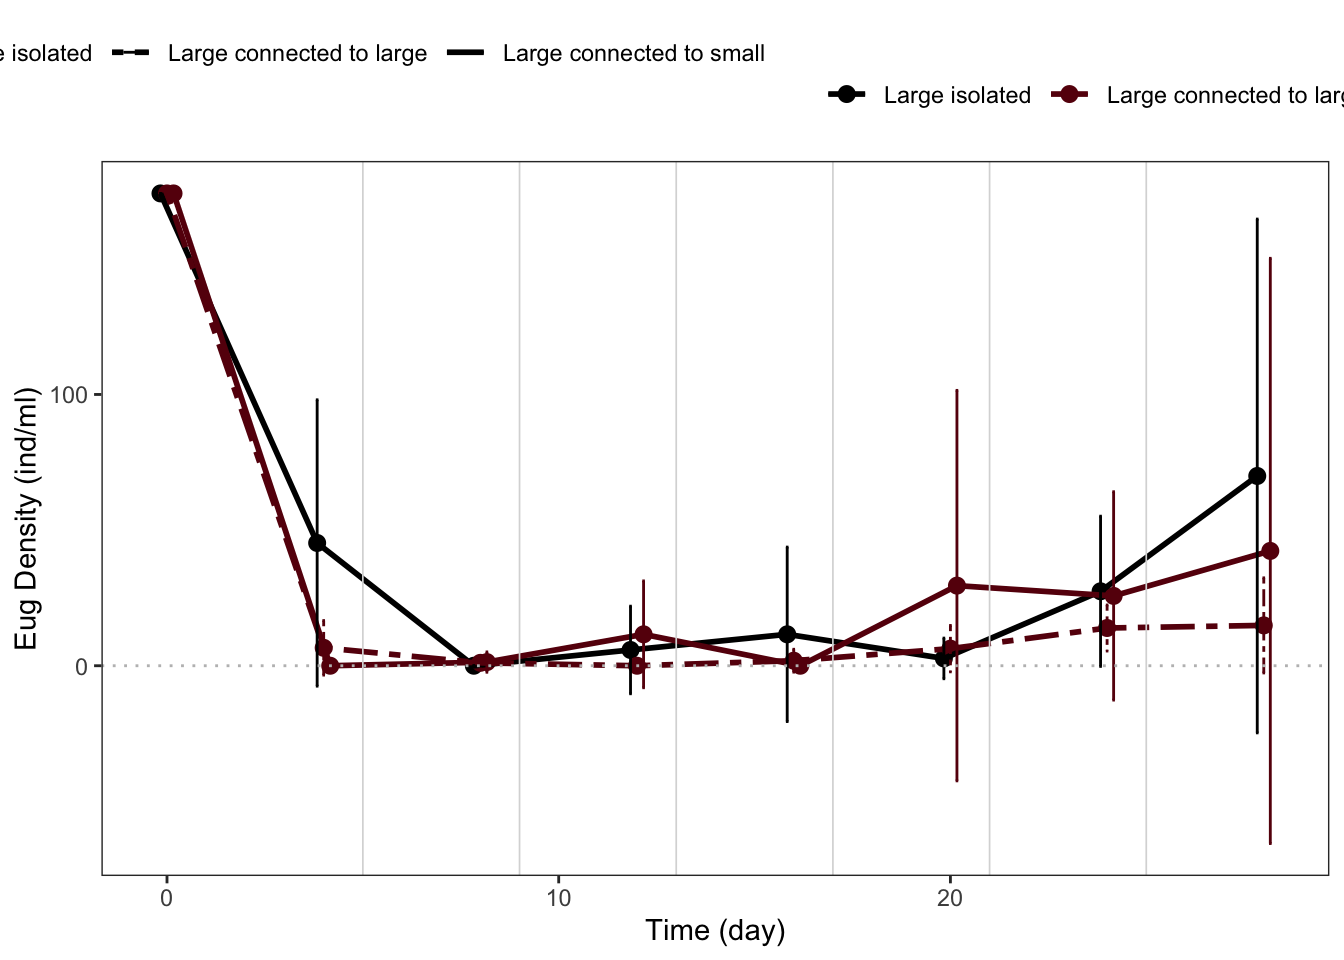 isolated Large connected to large Large connected to small
Large isolated Large connected to
Eug Density (ind/ml)
100
0
0 10 20
Time (day)